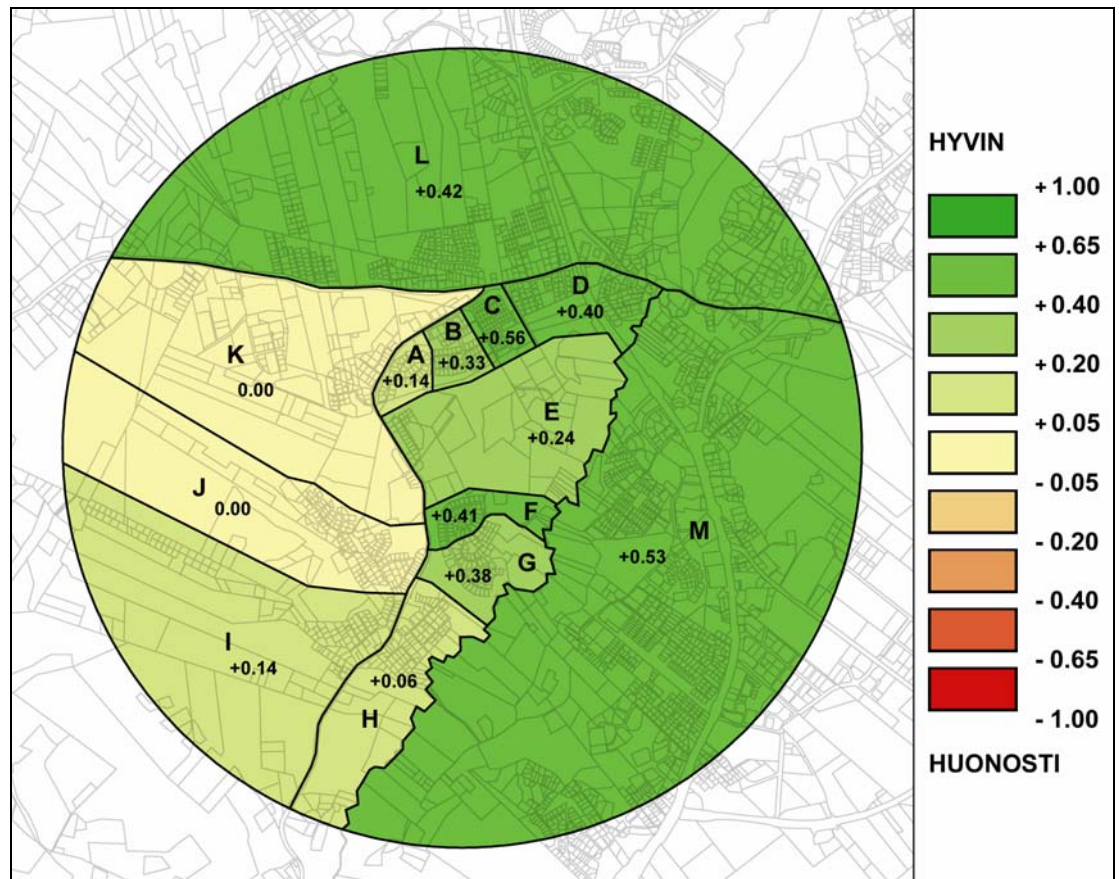 L
+0.42
D
+0.40
C
+0.56
B
+0.33
A
+0.14
K
0.00
E
+0.24
J
0.00
F
+0.41
M
+0.53
G
+0.38
I
+0.14
+0.06
H
HYVIN
+ 1.00
+ 0.65
+ 0.40
+ 0.20
+ 0.05
- 0.05
- 0.20
- 0.40
- 0.65
- 1.00
HUONOSTI